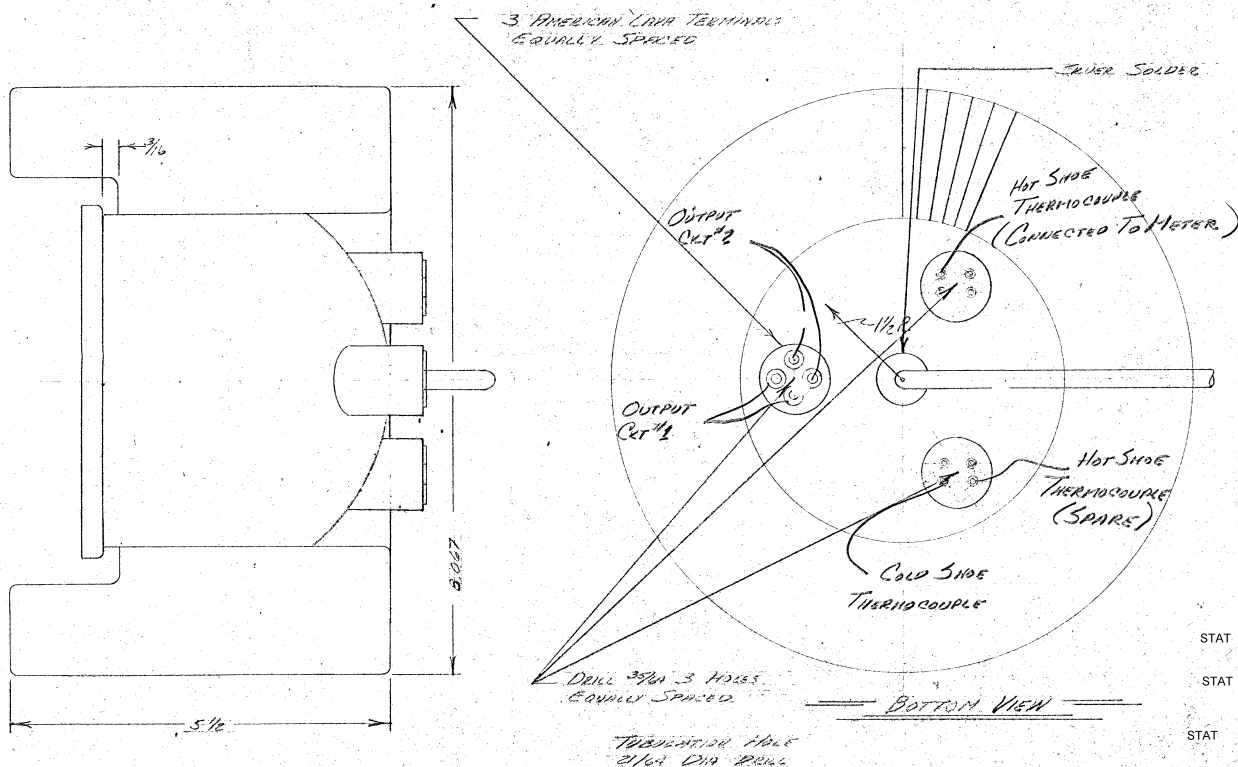 3 AMERICAN LAVA TERMINALS
EQUALLY SPACED
SILVER SOLDER
3/16
HOT SHOE
THERMOCOUPLE
(CONNECTED TO METER)
OUTPUT
CKT #2
1 1/2 R
OUTPUT
CKT #1
HOT SHOE
THERMOCOUPLE
(SPARE)
8.067
COLD SHOE
THERMOCOUPLE
STAT
STAT
DRILL 35/64 3 HOLES
EQUALLY SPACED
BOTTOM VIEW
5 1/2
STAT
TUBULATION HOLE
21/64 DIA DRILL